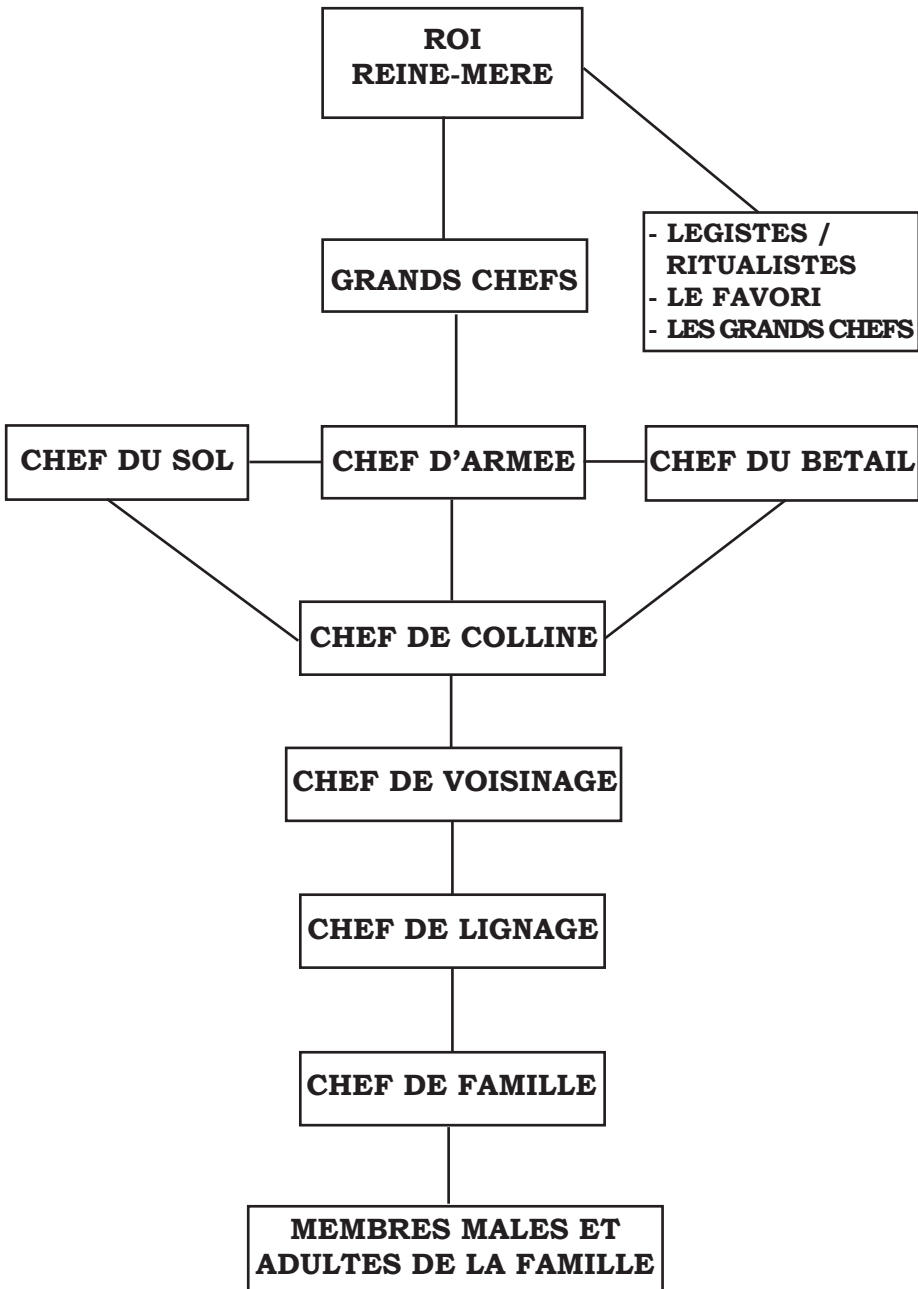 ROI
REINE-MERE
- LEGISTES /
RITUALISTES
- LE FAVORI
- LES GRANDS CHEFS
GRANDS CHEFS
CHEF DU SOL
CHEF D’ARMEE
CHEF DU BETAIL
CHEF DE COLLINE
CHEF DE VOISINAGE
CHEF DE LIGNAGE
CHEF DE FAMILLE
MEMBRES MALES ET
ADULTES DE LA FAMILLE